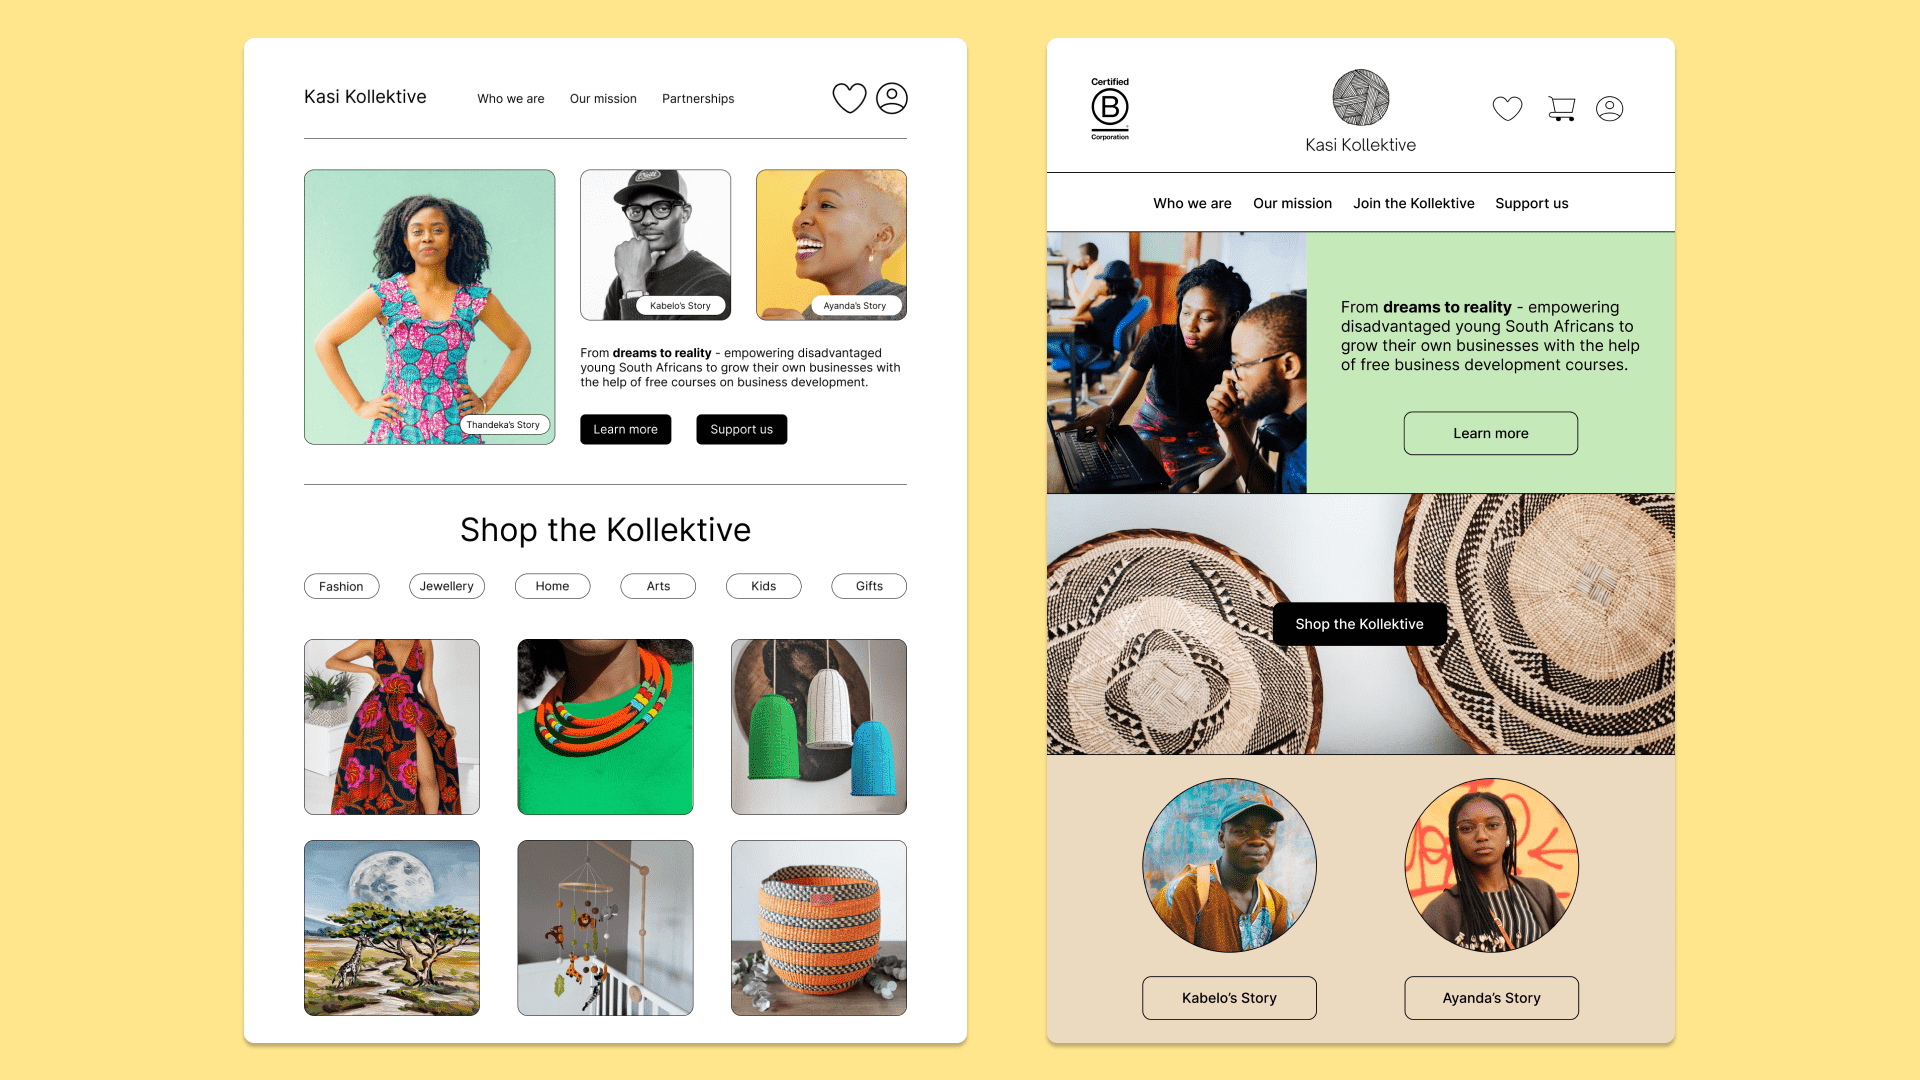 Kasi Kollektive
Who we are
Our mission
Partnerships
Kabelo's Story
Ayanda's Story
Thandeka's Story
From dreams to reality - empowering disadvantaged
young South Africans to grow their own businesses with
the help of free courses on business development.
Learn more
Support us
Shop the Kollektive
Fashion
Jewellery
Home
Arts
Kids
Gifts
Certified
B
Corporation
Kasi Kollektive
Who we are
Our mission
Join the Kollektive
Support us
From dreams to reality - empowering
disadvantaged young South Africans to
grow their own businesses with the help
of free business development courses.
Learn more
Shop the Kollektive
Kabelo's Story
Ayanda's Story